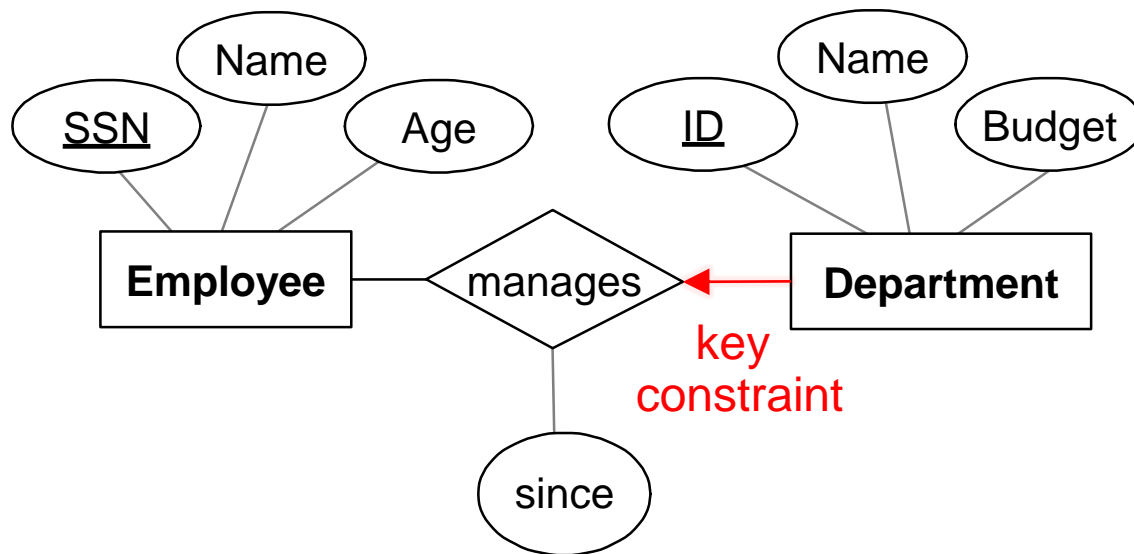 Name
Name
SSN
Age
ID
Budget
Employee
manages
Department
key
constraint
since